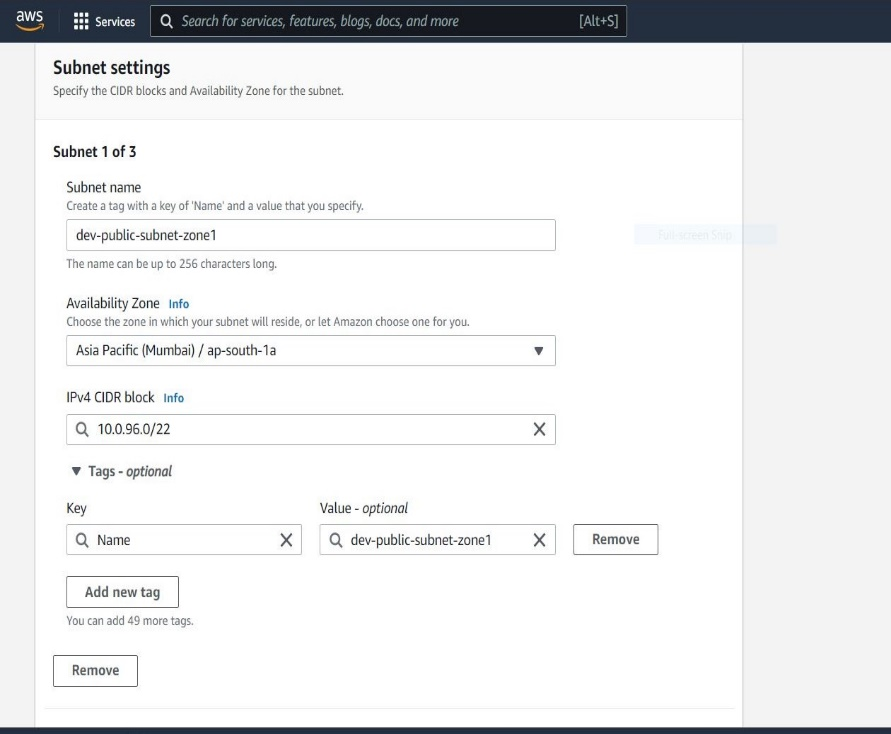 aws
Services
Search for services, features, blogs, docs, and more [Alt+S]
Subnet settings
Specify the CIDR blocks and Availability Zone for the subnet.
Subnet 1 of 3
Subnet name
Create a tag with a key of 'Name' and a value that you specify.
dev-public-subnet-zone1
Full-screen Snip
The name can be up to 256 characters long.
Availability Zone Info
Choose the zone in which your subnet will reside, or let Amazon choose one for you.
Asia Pacific (Mumbai) / ap-south-1a
IPv4 CIDR block Info
10.0.96.0/22
Tags - optional
Key
Value - optional
Name
dev-public-subnet-zone1
Remove
Add new tag
You can add 49 more tags.
Remove